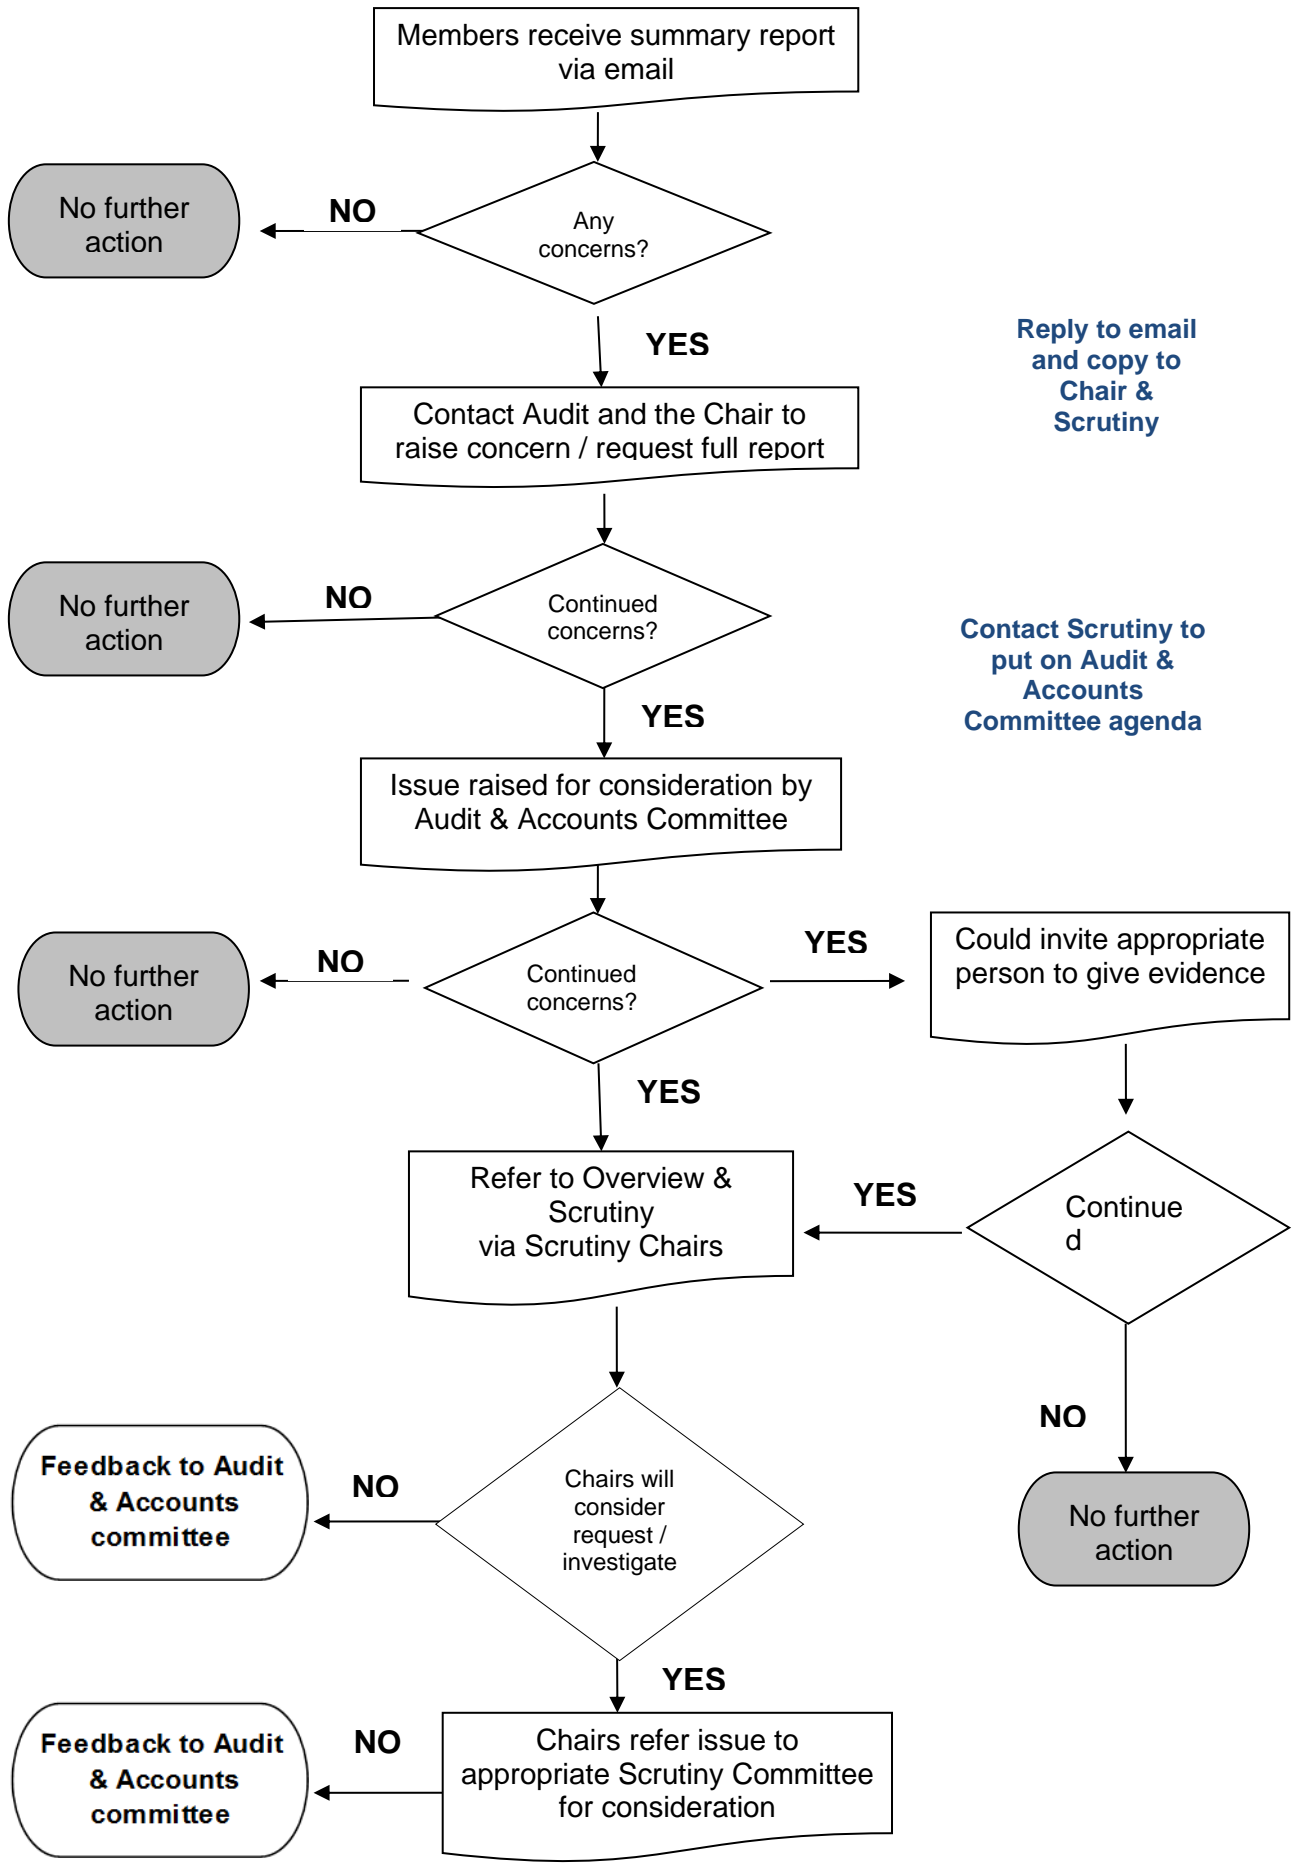 Members receive summary report
via email
No further
action
NO
Any
concerns?
YES
Reply to email
and copy to
Chair &
Scrutiny
Contact Audit and the Chair to
raise concern / request full report
No further
action
NO
Continued
concerns?
Contact Scrutiny to
put on Audit &
Accounts
Committee agenda
YES
Issue raised for consideration by
Audit & Accounts Committee
No further
action
NO
Continued
concerns?
YES
Could invite appropriate
person to give evidence
YES
Refer to Overview &
Scrutiny
via Scrutiny Chairs
YES
Continue
d
NO
No further
action
Feedback to Audit
& Accounts
committee
NO
Chairs will
consider
request /
investigate
YES
Feedback to Audit
& Accounts
committee
NO
Chairs refer issue to
appropriate Scrutiny Committee
for consideration